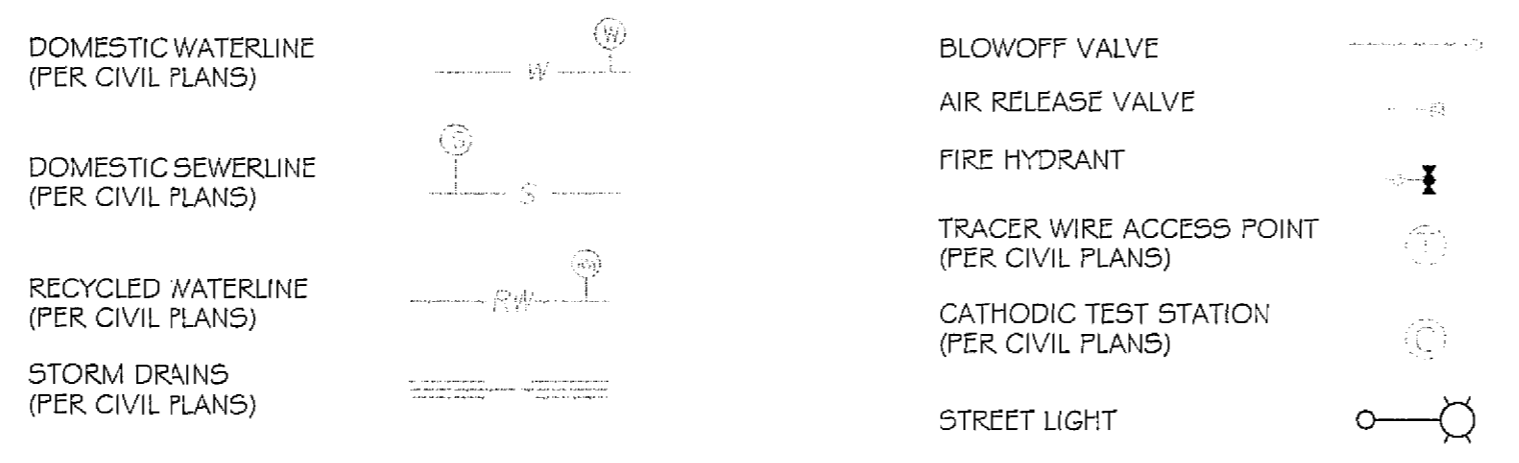 DOMESTIC WATERLINE
(PER CIVIL PLANS)
W
W
DOMESTIC SEWERLINE
(PER CIVIL PLANS)
S
S
RECYCLED WATERLINE
(PER CIVIL PLANS)
RW
RW
STORM DRAINS
(PER CIVIL PLANS)
BLOWOFF VALVE
AIR RELEASE VALVE
FIRE HYDRANT
TRACER WIRE ACCESS POINT
(PER CIVIL PLANS)
T
CATHODIC TEST STATION
(PER CIVIL PLANS)
C
STREET LIGHT